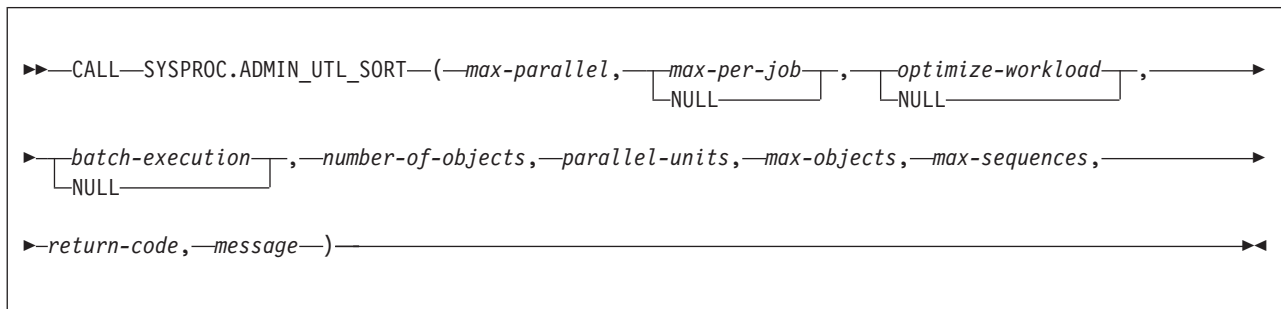 CALL SYSPROC.ADMIN_UTL_SORT ( max-parallel, max-per-job , optimize-workload ,
NULL NULL
batch-execution , number-of-objects, parallel-units, max-objects, max-sequences,
NULL
return-code, message )